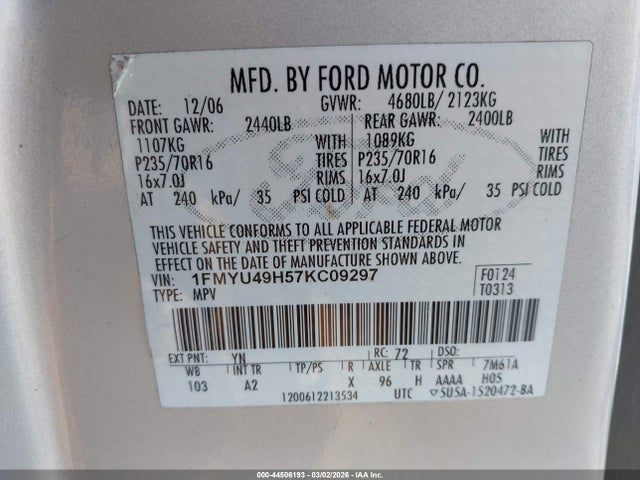 MFD. BY FORD MOTOR CO.
DATE: 12/06 GVWR: 4680LB/ 2123KG
FRONT GAWR: 2440LB REAR GAWR: 2400LB
1107KG WITH 1089KG WITH
P235/70R16 TIRES P235/70R16 TIRES
16x7.0J RIMS 16x7.0J RIMS
AT 240 kPa/ 35 PSI COLD AT 240 kPa/ 35 PSI COLD
THIS VEHICLE CONFORMS TO ALL APPLICABLE FEDERAL MOTOR
VEHICLE SAFETY AND THEFT PREVENTION STANDARDS IN
EFFECT ON THE DATE OF MANUFACTURE SHOWN ABOVE.
VIN: 1FMYU49H57KC09297 F0124
TYPE: MPV T0313
EXT PNT: YN RC: 72 DSO:
WB INT TR TP/PS R AXLE TR SPR 7M61A
103 A2 X 96 H AAAA H05
1200612213534 UTC ▽5U5A-1520472-BA
Ford
000-44506193 - 03/02/2026 - IAA Inc.